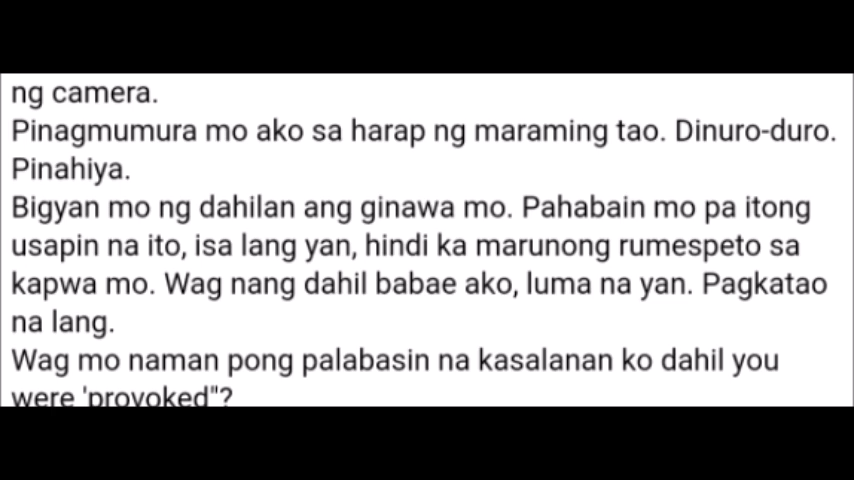 ng camera.
Pinagmumura mo ako sa harap ng maraming tao. Dinuro-duro.
Pinahiya.
Bigyan mo ng dahilan ang ginawa mo. Pahabain mo pa itong
usapin na ito, isa lang yan, hindi ka marunong rumespeto sa
kapwa mo. Wag nang dahil babae ako, luma na yan. Pagkatao
na lang.
Wag mo naman pong palabasin na kasalanan ko dahil you
were 'provoked"?